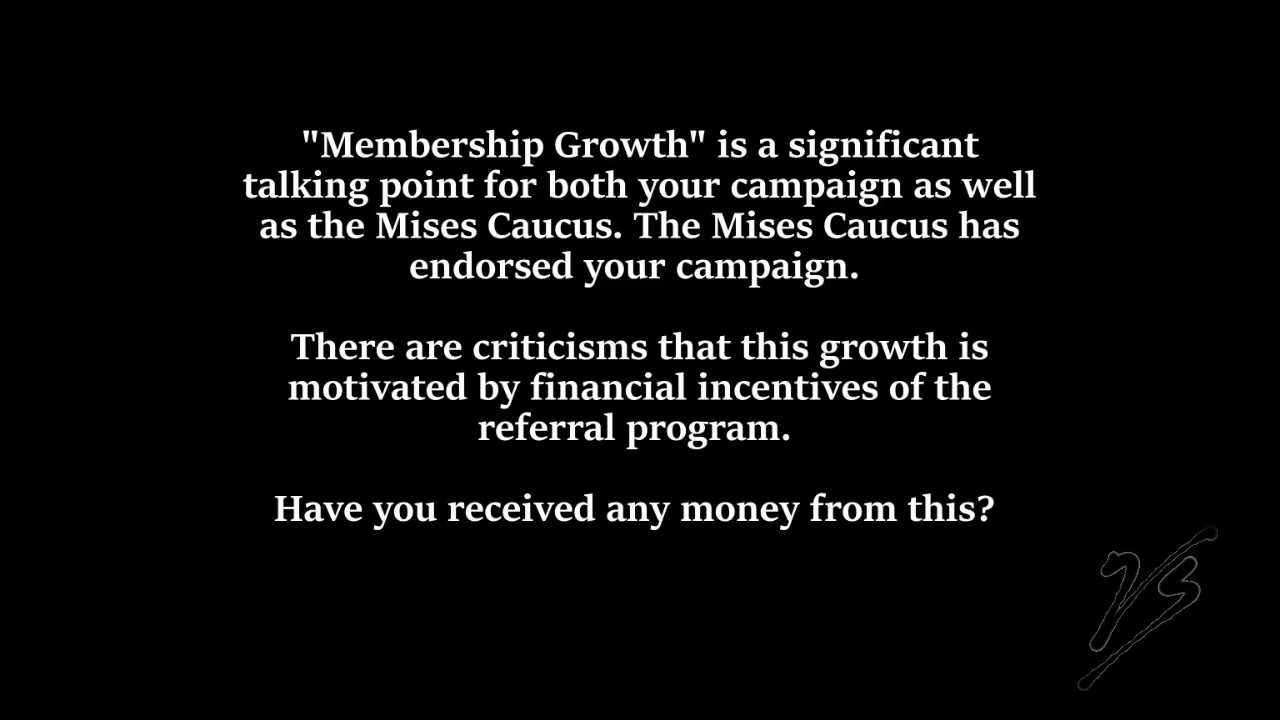 "Membership Growth" is a significant
talking point for both your campaign as well
as the Mises Caucus. The Mises Caucus has
endorsed your campaign.
There are criticisms that this growth is
motivated by financial incentives of the
referral program.
Have you received any money from this?